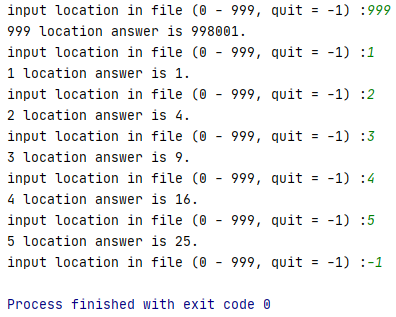 input location in file (0 - 999, quit = -1) :999
999 location answer is 998001.
input location in file (0 - 999, quit = -1) :1
1 location answer is 1.
input location in file (0 - 999, quit = -1) :2
2 location answer is 4.
input location in file (0 - 999, quit = -1) :3
3 location answer is 9.
input location in file (0 - 999, quit = -1) :4
4 location answer is 16.
input location in file (0 - 999, quit = -1) :5
5 location answer is 25.
input location in file (0 - 999, quit = -1) :-1
Process finished with exit code 0